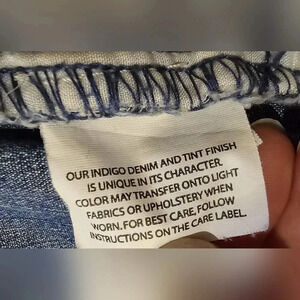 OUR INDIGO DENIM AND TINT FINISH
IS UNIQUE IN ITS CHARACTER.
COLOR MAY TRANSFER ONTO LIGHT
FABRICS OR UPHOLSTERY WHEN
WORN. FOR BEST CARE, FOLLOW
INSTRUCTIONS ON THE CARE LABEL.